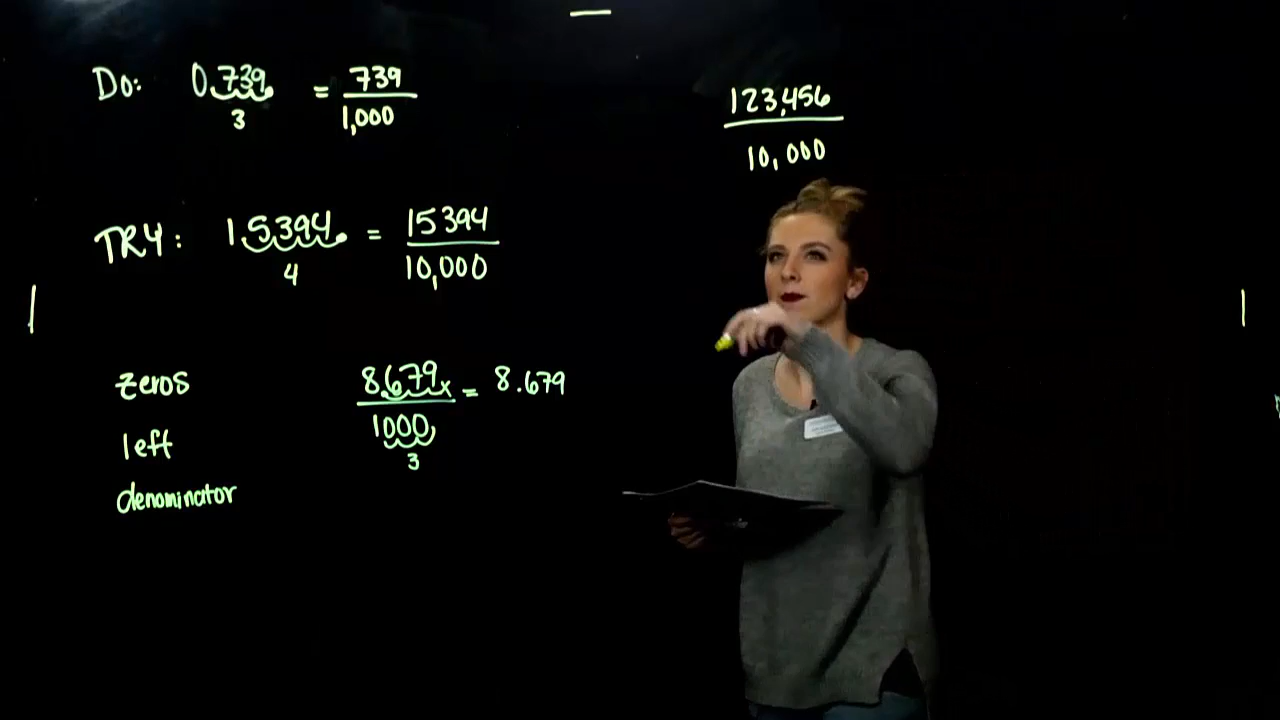 Do: 0.739 = 739
1,000
3
123,456
10,000
TRY: 1.5394 = 15394
10,000
4
zeros
8.679x = 8.679
1000
3
left
denominator